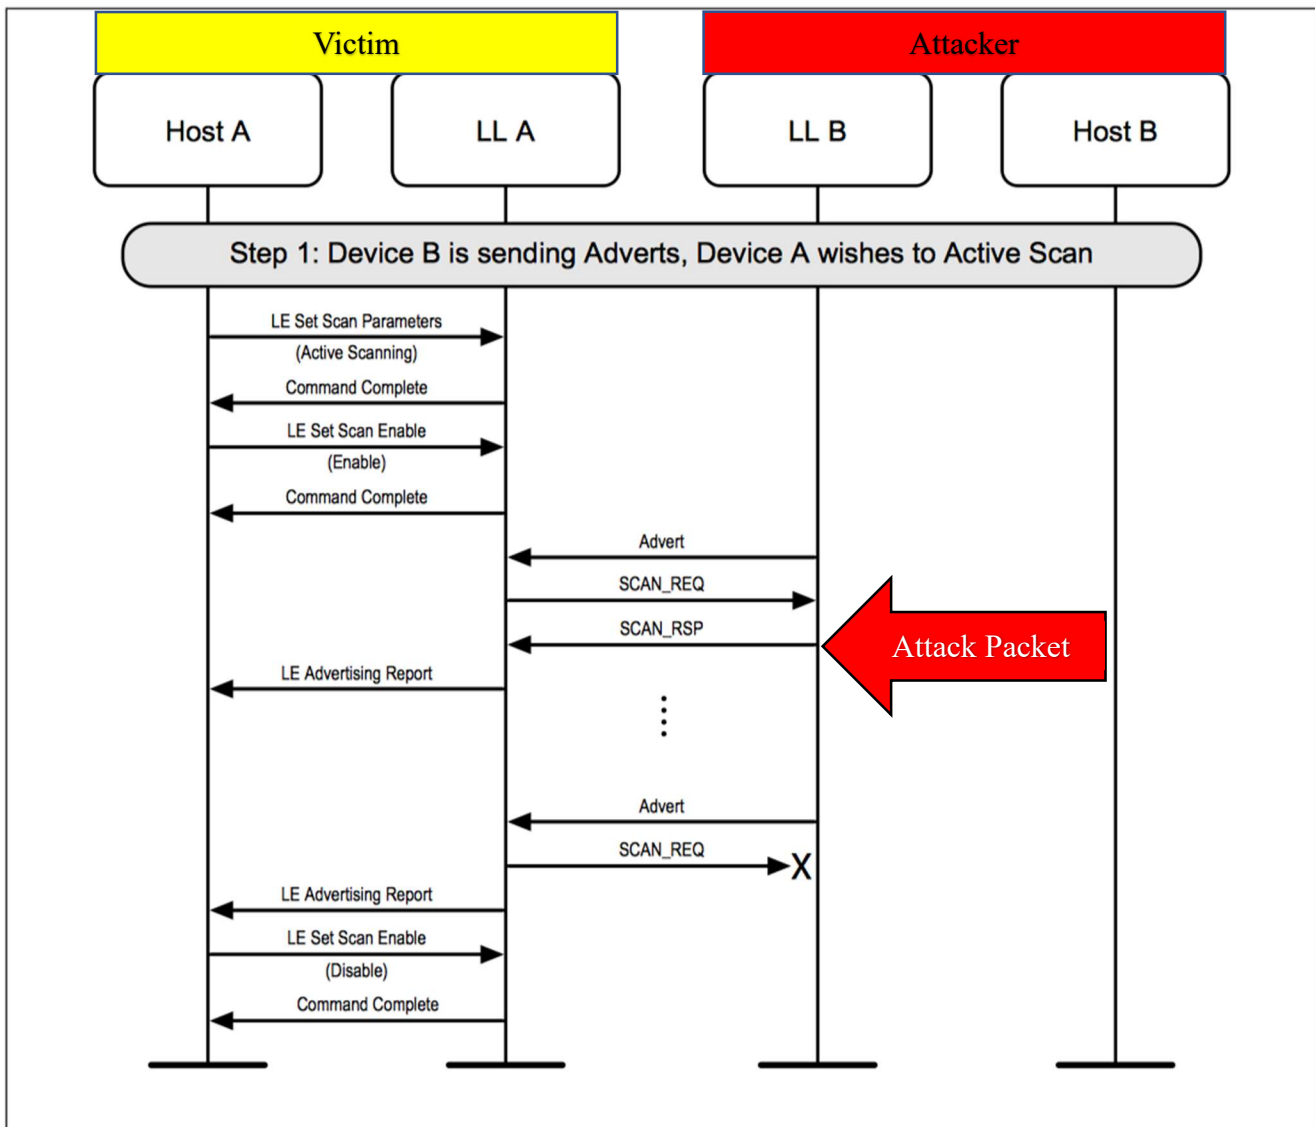 Victim
Attacker
Host A
LL A
LL B
Host B
Step 1: Device B is sending Adverts, Device A wishes to Active Scan
LE Set Scan Parameters
(Active Scanning)
Command Complete
LE Set Scan Enable
(Enable)
Command Complete
Advert
SCAN_REQ
SCAN_RSP
Attack Packet
LE Advertising Report
Advert
SCAN_REQ
X
LE Advertising Report
LE Set Scan Enable
(Disable)
Command Complete